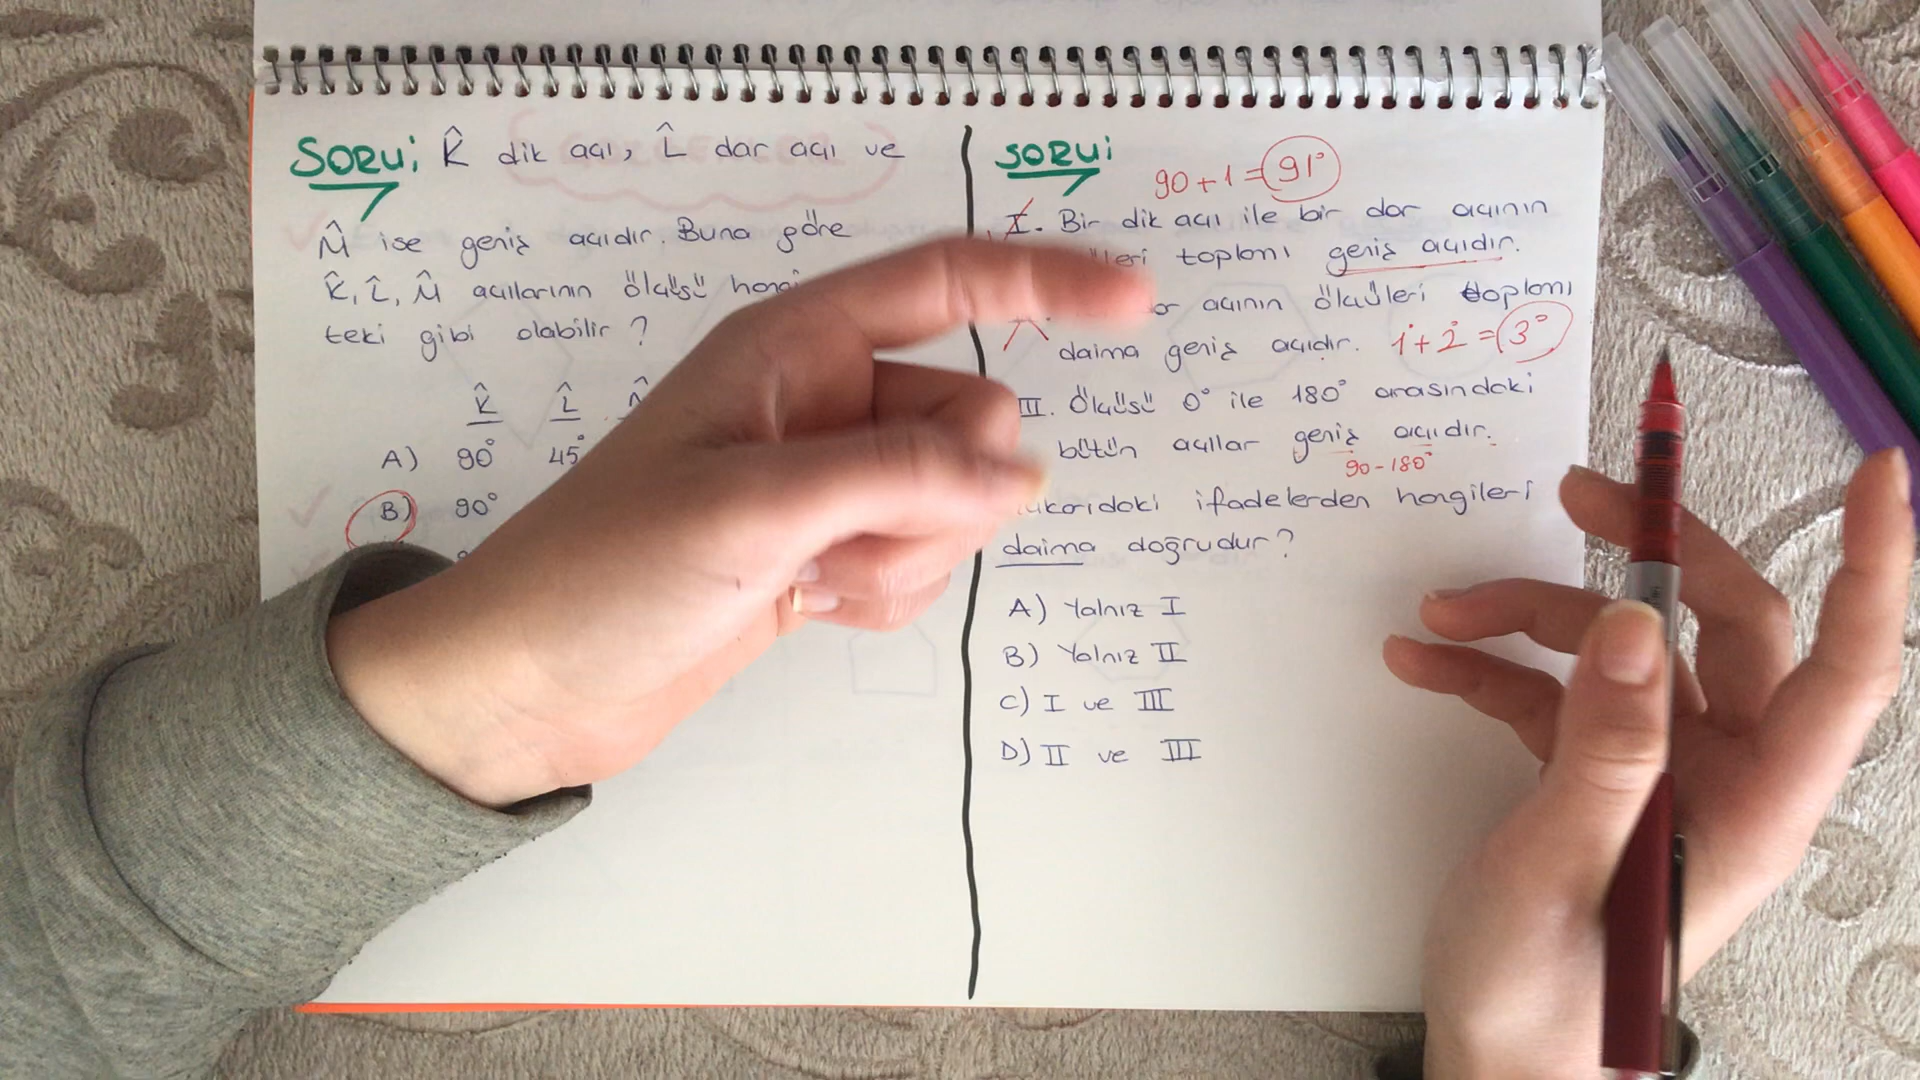 SORU: K̂ dik açı, L̂ dar açı ve
M̂ ise geniş açıdır. Buna göre
K̂, L̂, M̂ açılarının ölçüsü
teki gibi olabilir?
K̂ L̂
A) 90° 45°
B) 90°
SORU:
90+1=91°
I. Bir dik açı ile bir dar açının
toplamı geniş açıdır.
açının ölçüleri toplamı
daima geniş açıdır. 1+2=3°
III. Ölçüsü 0° ile 180° arasındaki
bütün açılar geniş açıdır.
90-180°
ifadelerden hangileri
daima doğrudur?
A) Yalnız I
B) Yalnız II
C) I ve III
D) II ve III